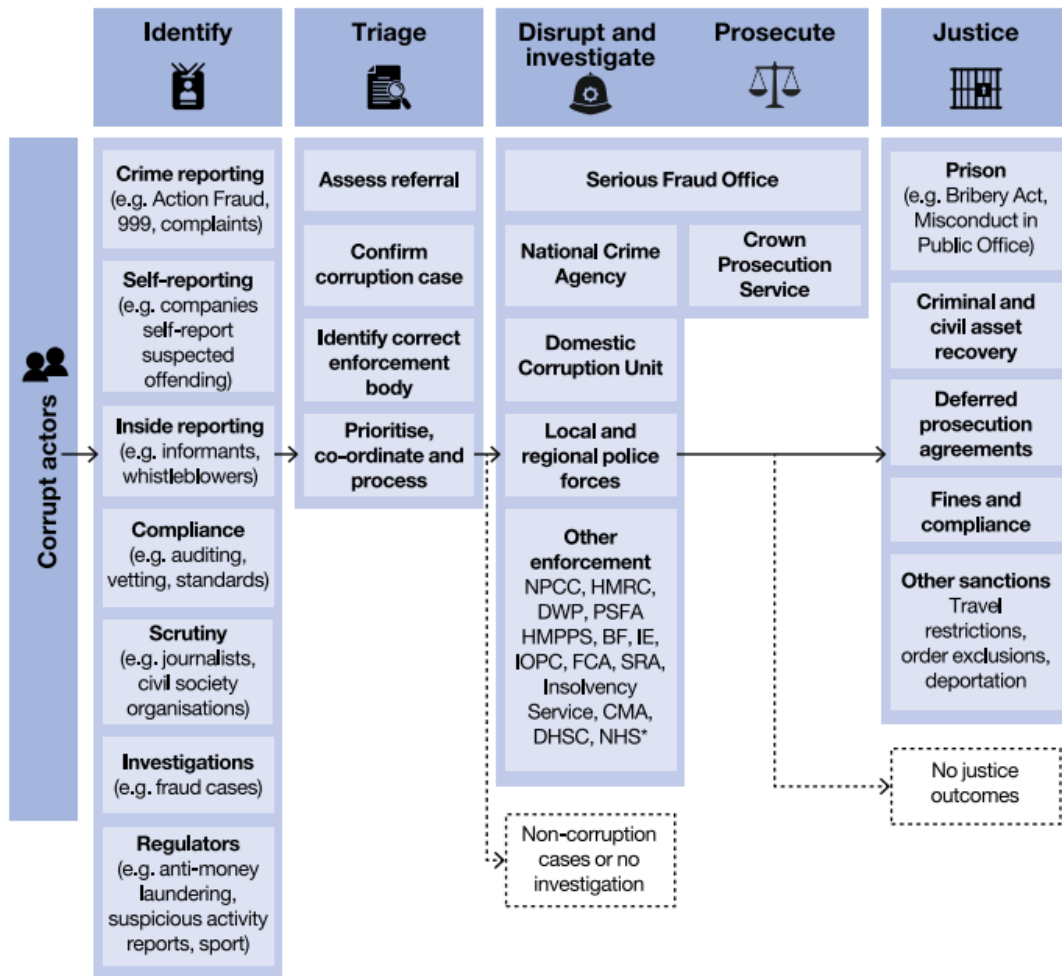 Identify
Triage
Disrupt and
investigate
Prosecute
Justice
Corrupt actors
Crime reporting
(e.g. Action Fraud,
999, complaints)
Self-reporting
(e.g. companies
self-report
suspected
offending)
Inside reporting
(e.g. informants,
whistleblowers)
Compliance
(e.g. auditing,
vetting, standards)
Scrutiny
(e.g. journalists,
civil society
organisations)
Investigations
(e.g. fraud cases)
Regulators
(e.g. anti-money
laundering,
suspicious activity
reports, sport)
Assess referral
Confirm
corruption case
Identify correct
enforcement
body
Prioritise,
co-ordinate and
process
Serious Fraud Office
National Crime
Agency
Crown
Prosecution
Service
Domestic
Corruption Unit
Local and
regional police
forces
Other
enforcement
NPCC, HMRC,
DWP, PSFA
HMPPS, BF, IE,
IOPC, FCA, SRA,
Insolvency
Service, CMA,
DHSC, NHS*
Non-corruption
cases or no
investigation
Prison
(e.g. Bribery Act,
Misconduct in
Public Office)
Criminal and
civil asset
recovery
Deferred
prosecution
agreements
Fines and
compliance
Other sanctions
Travel
restrictions,
order exclusions,
deportation
No justice
outcomes